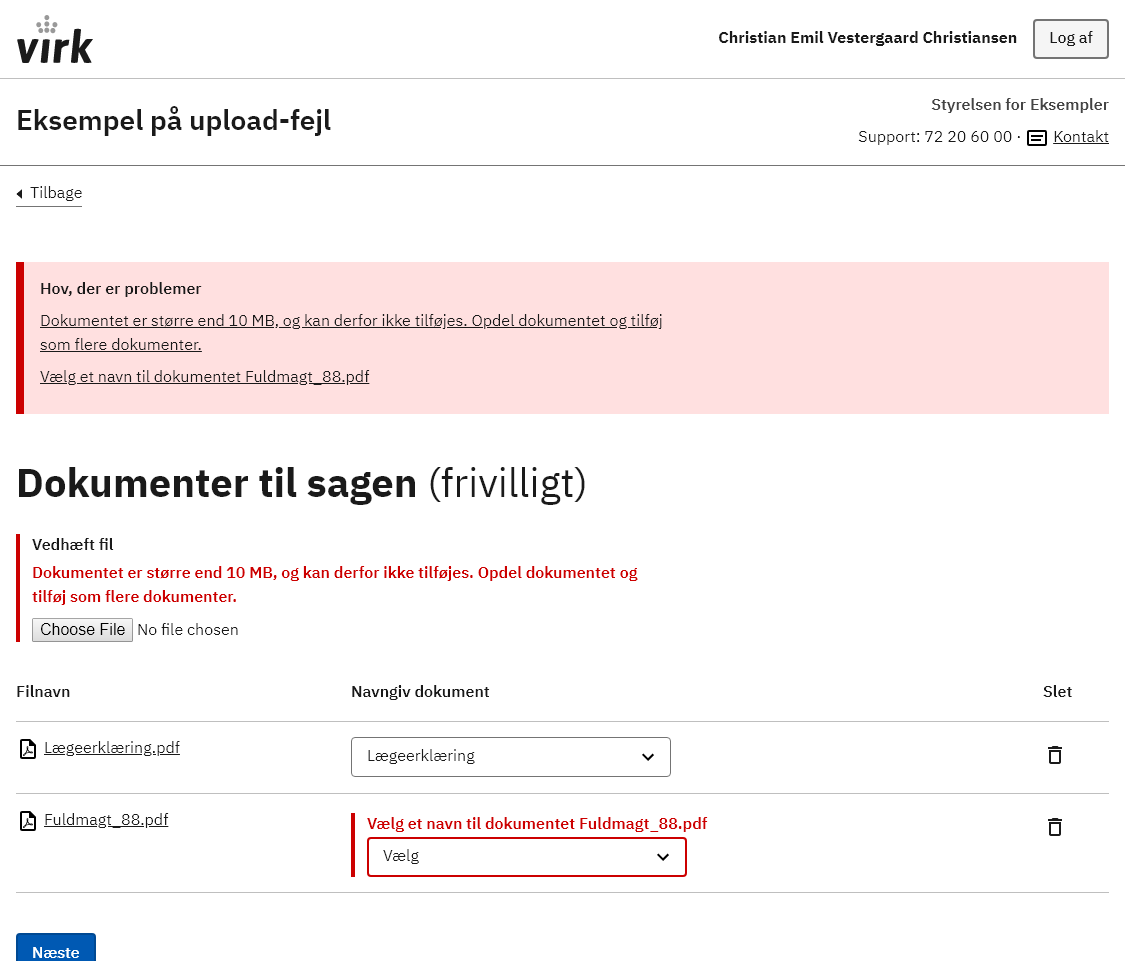 virk
Christian Emil Vestergaard Christiansen
Log af
Eksempel på upload-fejl
Styrelsen for Eksempler
Support: 72 20 60 00 · Kontakt
Tilbage
Hov, der er problemer
Dokumentet er større end 10 MB, og kan derfor ikke tilføjes. Opdel dokumentet og tilføj
som flere dokumenter.
Vælg et navn til dokumentet Fuldmagt_88.pdf
Dokumenter til sagen (frivilligt)
Vedhæft fil
Dokumentet er større end 10 MB, og kan derfor ikke tilføjes. Opdel dokumentet og
tilføj som flere dokumenter.
Choose File No file chosen
Filnavn Navngiv dokument Slet
Lægeerklæring.pdf Lægeerklæring
Fuldmagt_88.pdf Vælg et navn til dokumentet Fuldmagt_88.pdf
Vælg
Næste